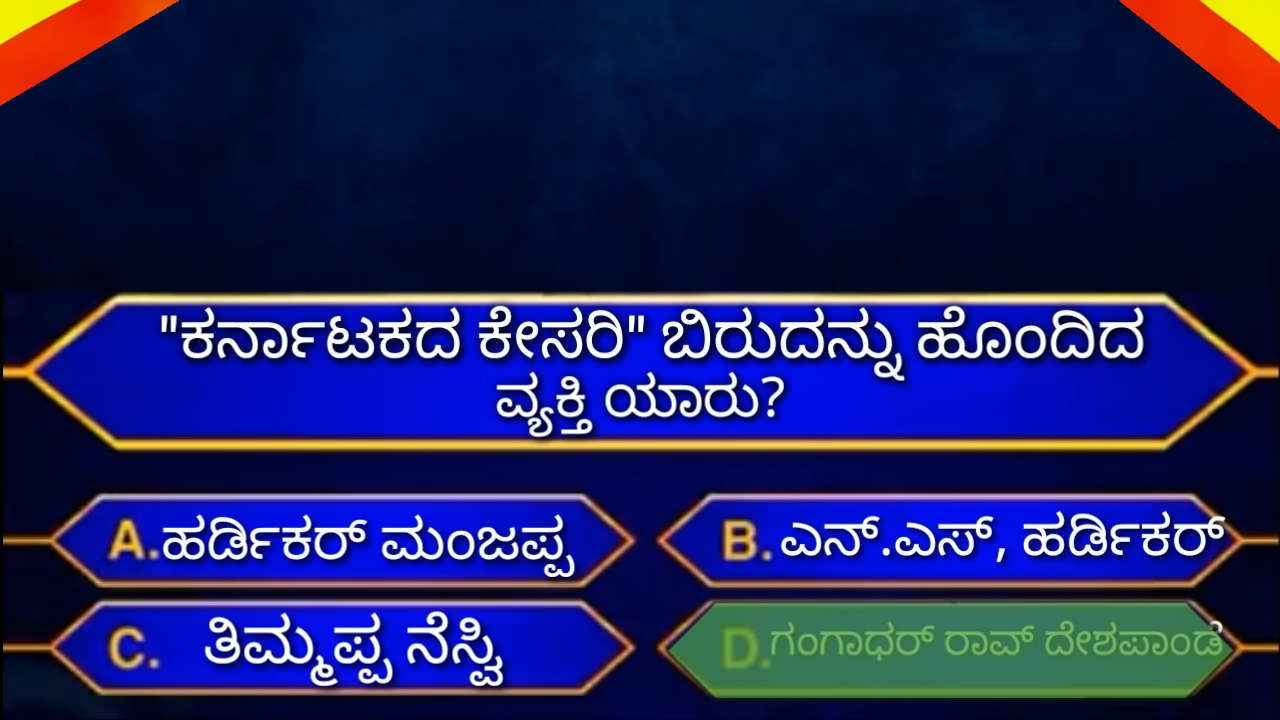 "ಕರ್ನಾಟಕದ ಕೇಸರಿ" ಬಿರುದನ್ನು ಹೊಂದಿದ
ವ್ಯಕ್ತಿ ಯಾರು?
A. ಹರ್ಡಿಕರ್ ಮಂಜಪ್ಪ
B. ಎನ್.ಎಸ್, ಹರ್ಡಿಕರ್
C. ತಿಮ್ಮಪ್ಪ ನೆಸ್ವಿ
D. ಗಂಗಾಧರ್ ರಾವ್ ದೇಶಪಾಂಡೆ